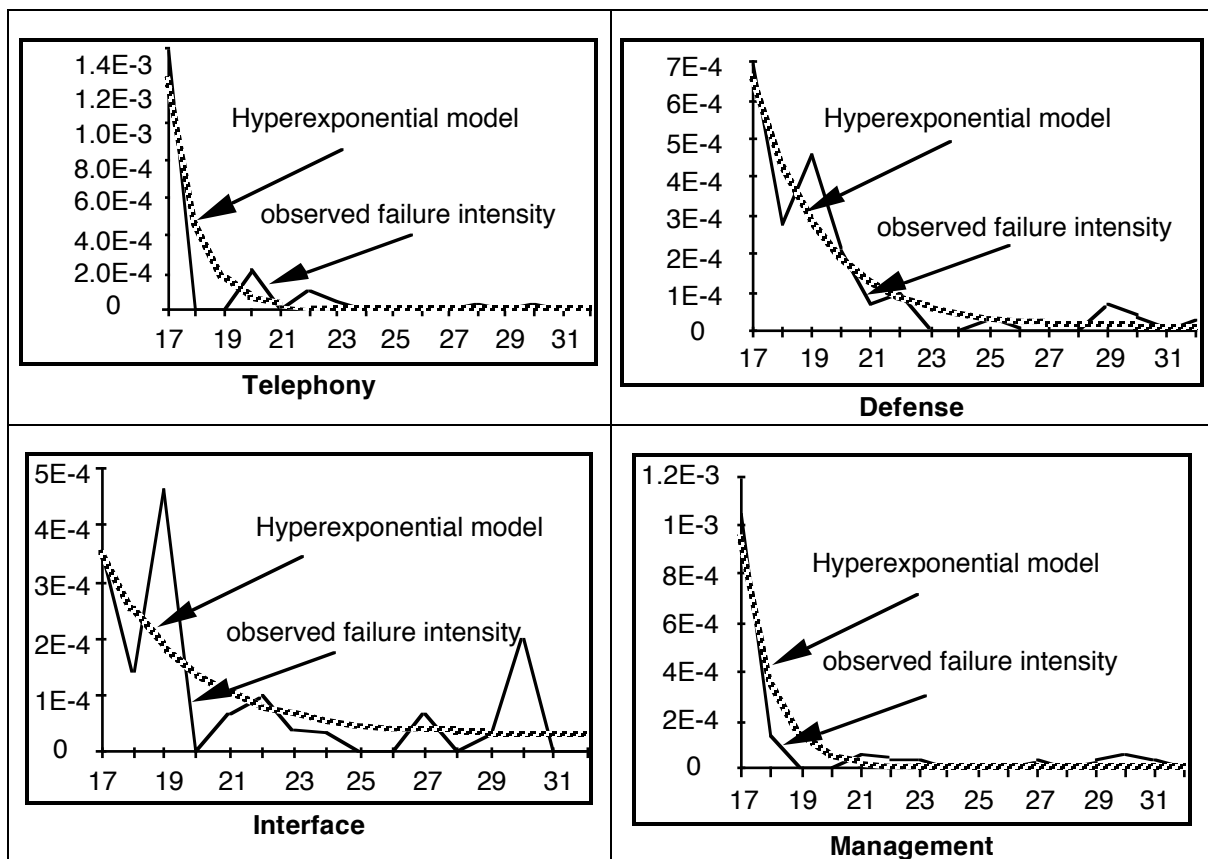 1.4E-3
1.2E-3
1.0E-3
8.0E-4
6.0E-4
4.0E-4
2.0E-4
0
Hyperexponential model
observed failure intensity
17 19 21 23 25 27 29 31
Telephony
7E-4
6E-4
5E-4
4E-4
3E-4
2E-4
1E-4
0
Hyperexponential model
observed failure intensity
17 19 21 23 25 27 29 31
Defense
5E-4
4E-4
3E-4
2E-4
1E-4
0
Hyperexponential model
observed failure intensity
17 19 21 23 25 27 29 31
Interface
1.2E-3
1E-3
8E-4
6E-4
4E-4
2E-4
0
Hyperexponential model
observed failure intensity
17 19 21 23 25 27 29 31
Management